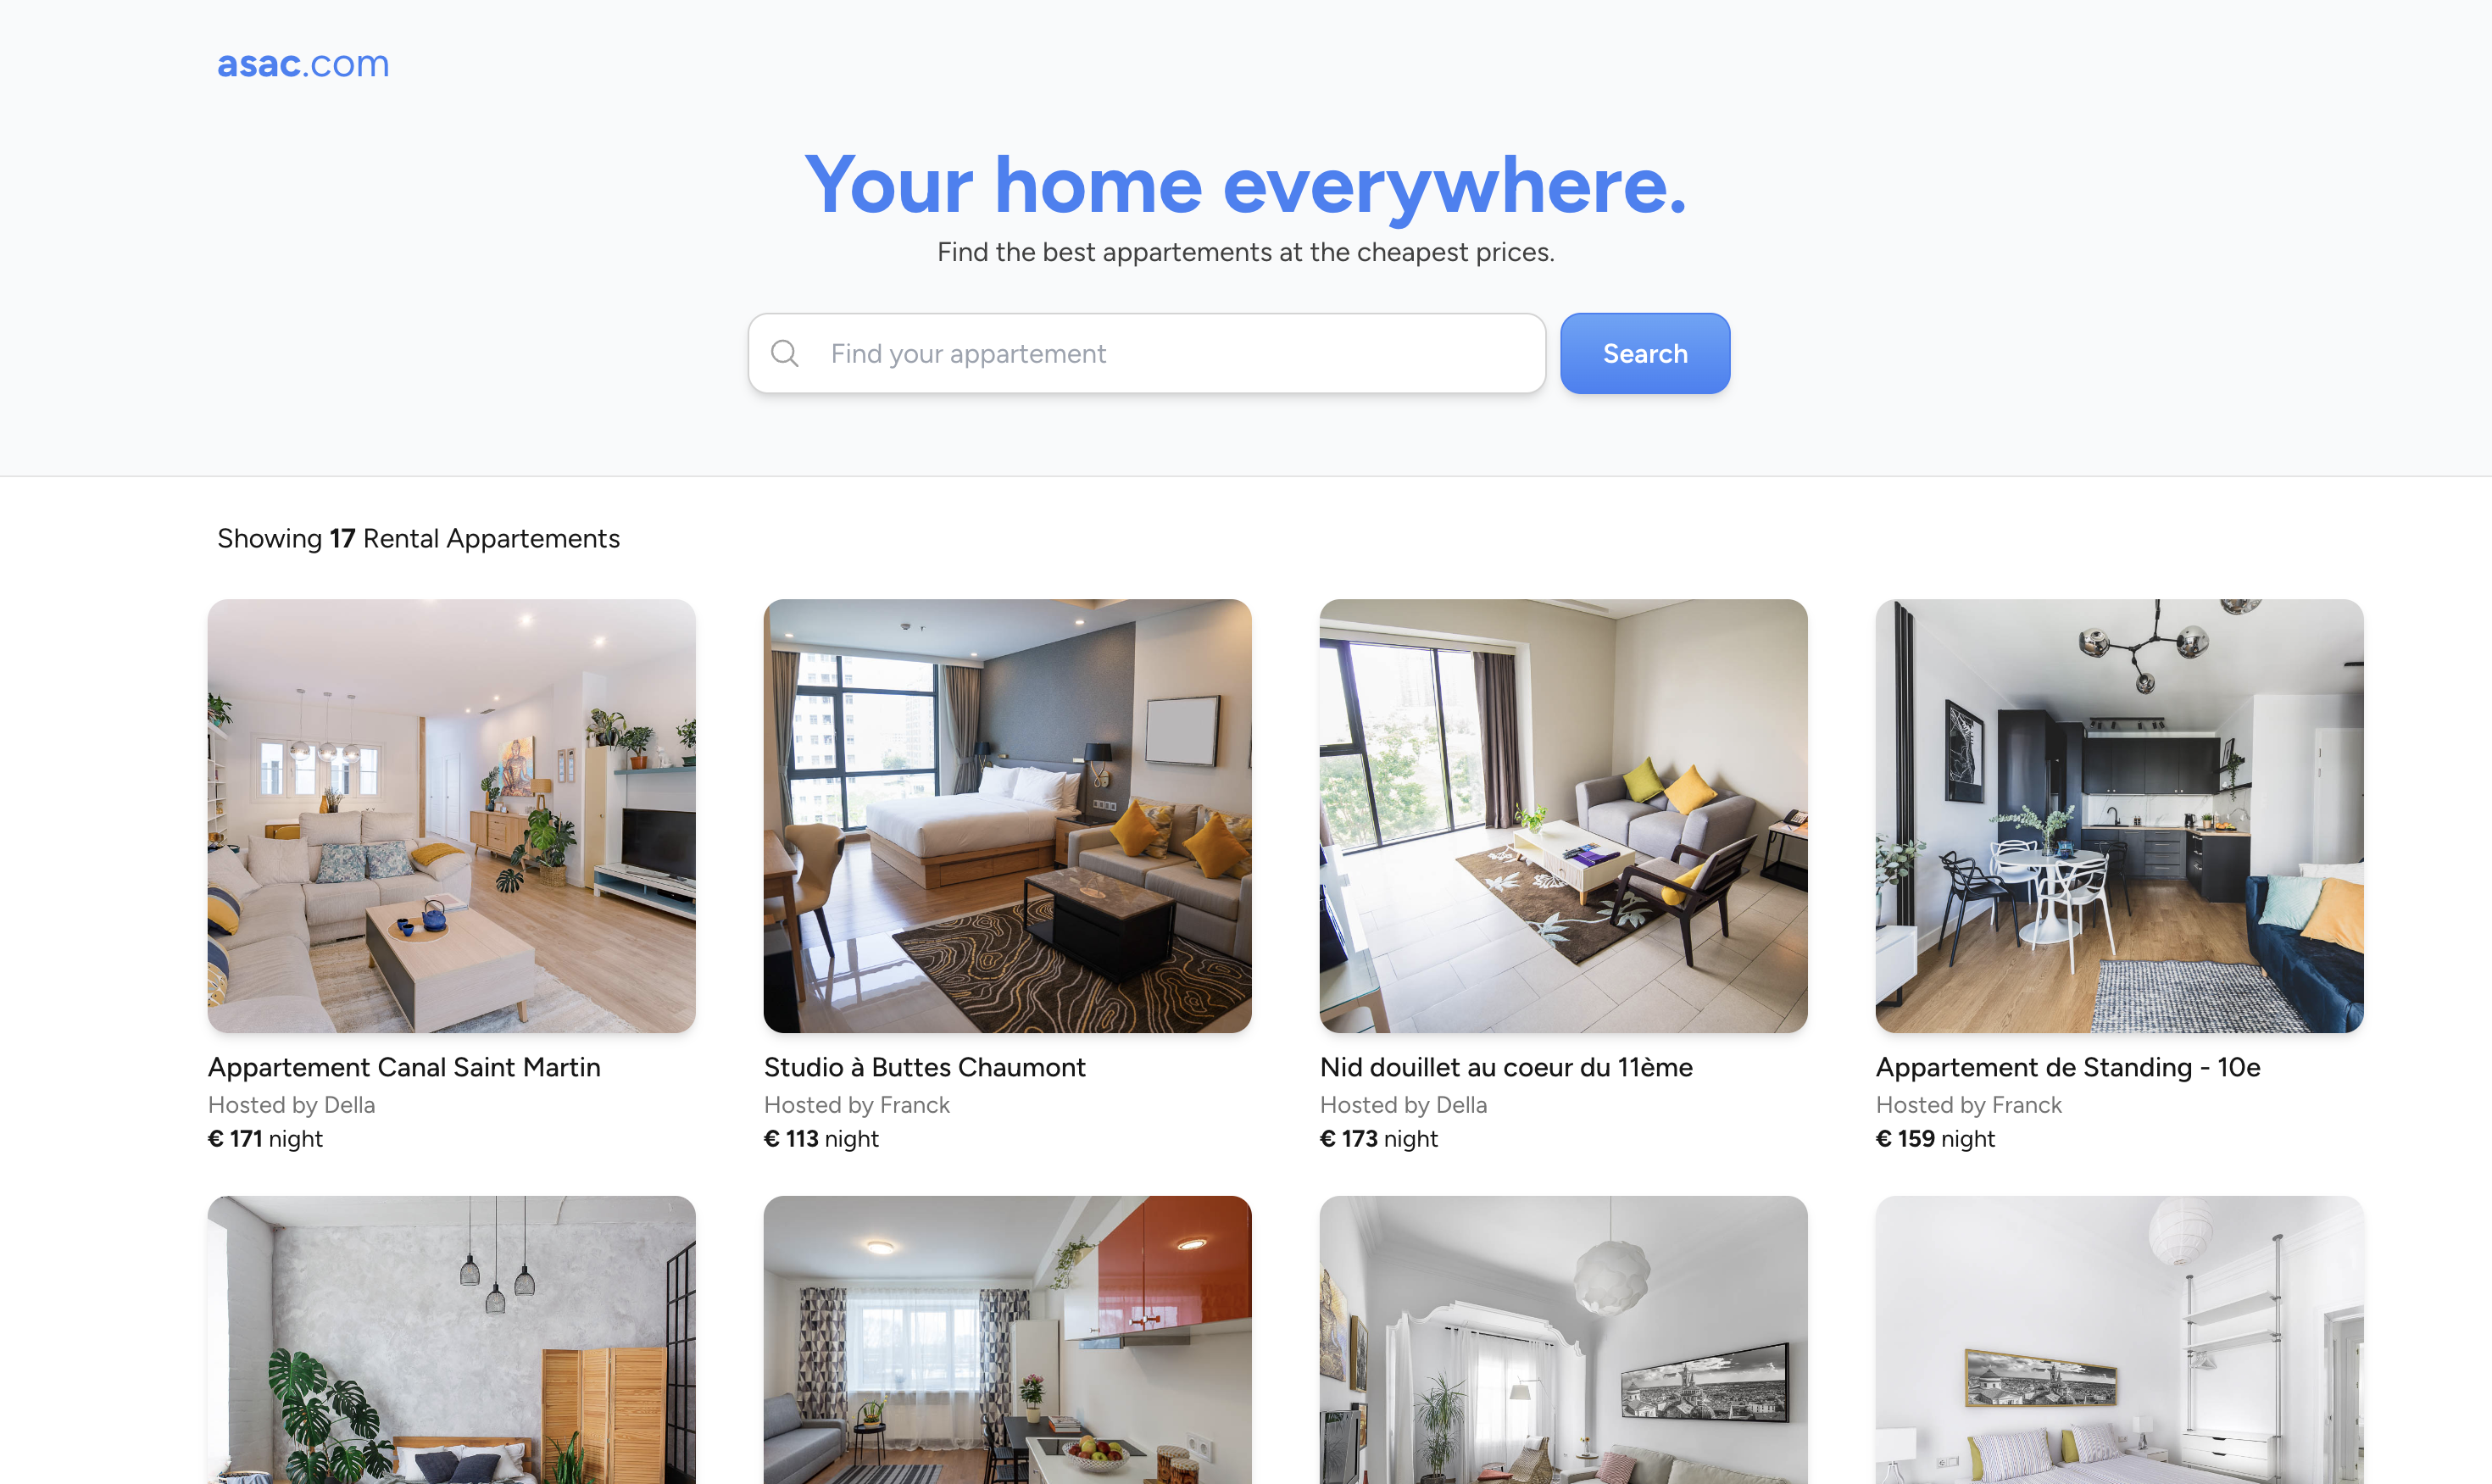 asac.com
Your home everywhere.
Find the best appartements at the cheapest prices.
Find your appartement
Search
Showing 17 Rental Appartements
Appartement Canal Saint Martin
Hosted by Della
€ 171 night
Studio à Buttes Chaumont
Hosted by Franck
€ 113 night
Nid douillet au coeur du 11ème
Hosted by Della
€ 173 night
Appartement de Standing - 10e
Hosted by Franck
€ 159 night